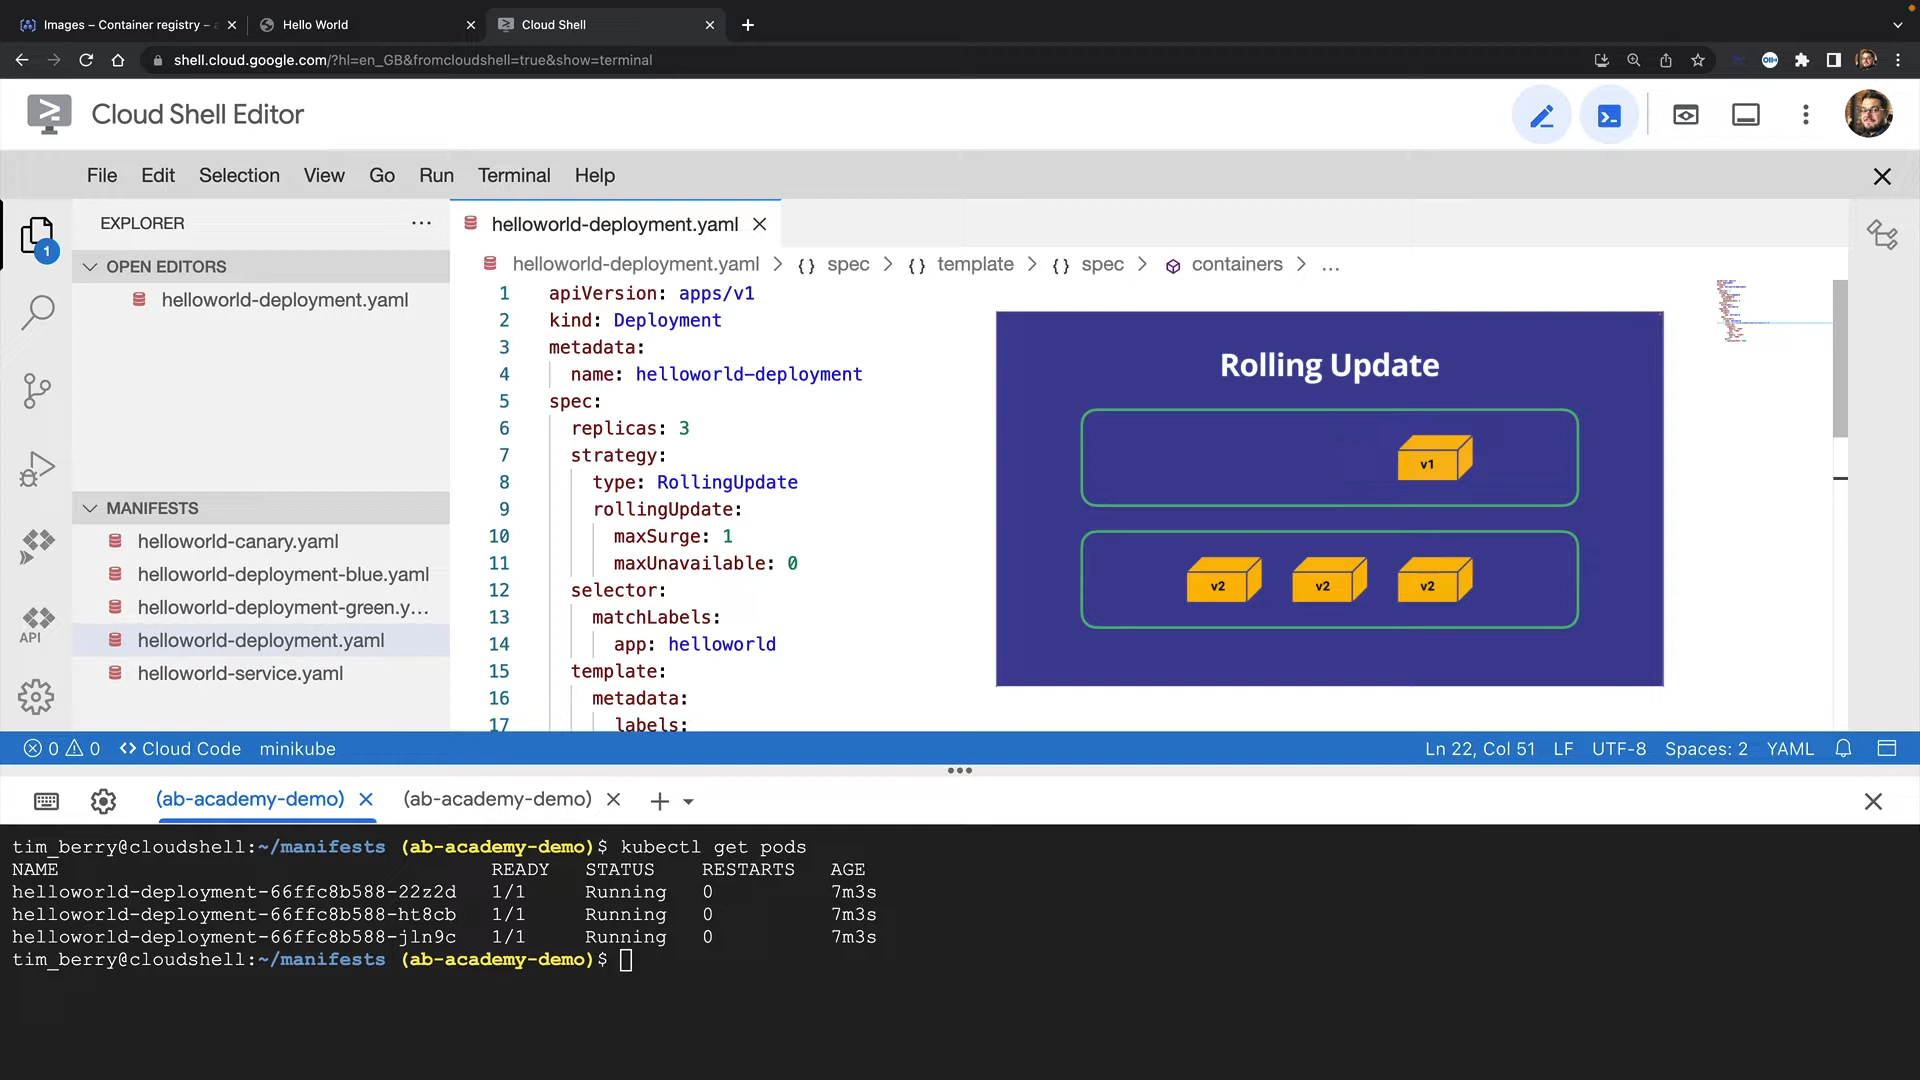 Images – Container registry –
Hello World
Cloud Shell
shell.cloud.google.com/?hl=en_GB&fromcloudshell=true&show=terminal
Cloud Shell Editor
File Edit Selection View Go Run Terminal Help
EXPLORER
1
OPEN EDITORS
helloworld-deployment.yaml
MANIFESTS
helloworld-canary.yaml
helloworld-deployment-blue.yaml
helloworld-deployment-green.y...
helloworld-deployment.yaml
helloworld-service.yaml
API
helloworld-deployment.yaml
helloworld-deployment.yaml > {} spec > {} template > {} spec > containers > ...
1 apiVersion: apps/v1
2 kind: Deployment
3 metadata:
4 name: helloworld-deployment
5 spec:
6 replicas: 3
7 strategy:
8 type: RollingUpdate
9 rollingUpdate:
10 maxSurge: 1
11 maxUnavailable: 0
12 selector:
13 matchLabels:
14 app: helloworld
15 template:
16 metadata:
17 labels:
Rolling Update
v1
v2 v2 v2
0 0 <> Cloud Code minikube
Ln 22, Col 51 LF UTF-8 Spaces: 2 YAML
(ab-academy-demo) (ab-academy-demo)
tim_berry@cloudshell:~/manifests (ab-academy-demo)$ kubectl get pods
NAME READY STATUS RESTARTS AGE
helloworld-deployment-66ffc8b588-22z2d 1/1 Running 0 7m3s
helloworld-deployment-66ffc8b588-ht8cb 1/1 Running 0 7m3s
helloworld-deployment-66ffc8b588-jln9c 1/1 Running 0 7m3s
tim_berry@cloudshell:~/manifests (ab-academy-demo)$